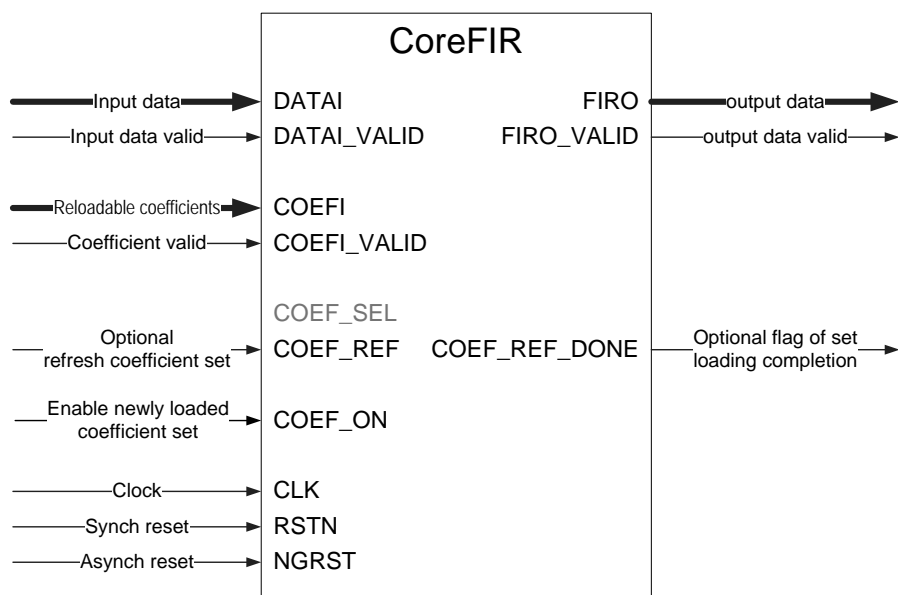 CoreFIR
Input data DATAI FIRO output data
Input data valid DATAI_VALID FIRO_VALID output data valid
Reloadable coefficients COEFI
Coefficient valid COEFI_VALID
COEF_SEL
Optional
refresh coefficient set COEF_REF COEF_REF_DONE Optional flag of set
loading completion
Enable newly loaded
coefficient set COEF_ON
Clock CLK
Synch reset RSTN
Asynch reset NGRST